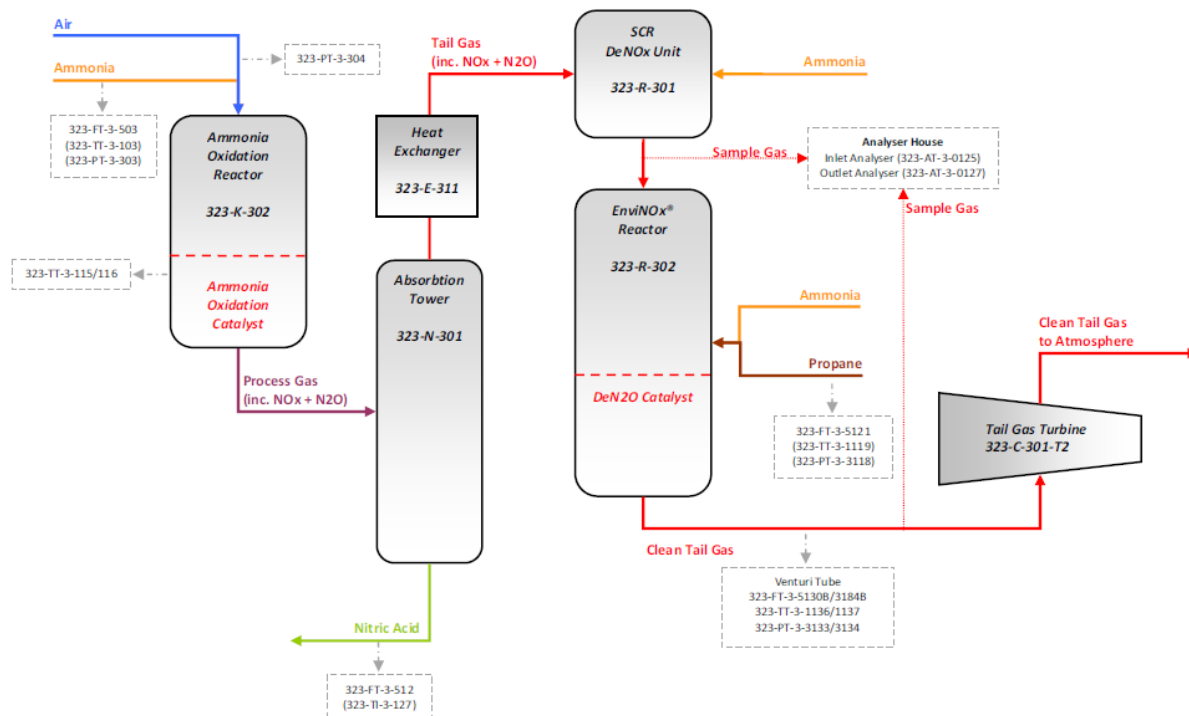 Air
323-PT-3-304
Ammonia
323-FT-3-503
(323-TT-3-103)
(323-PT-3-303)
Ammonia
Oxidation
Reactor
323-K-302
323-TT-3-115/116
Ammonia
Oxidation
Catalyst
Process Gas
(inc. NOx + N2O)
Tail Gas
(inc. NOx + N2O)
Heat
Exchanger
323-E-311
Absorbtion
Tower
323-N-301
Nitric Acid
323-FT-3-512
(323-TI-3-127)
SCR
DeNOx Unit
323-R-301
Ammonia
Sample Gas
Analyser House
Inlet Analyser (323-AT-3-0125)
Outlet Analyser (323-AT-3-0127)
Sample Gas
EnviNOx®
Reactor
323-R-302
Ammonia
Propane
DeN2O Catalyst
323-FT-3-5121
(323-TT-3-1119)
(323-PT-3-3118)
Clean Tail Gas
Venturi Tube
323-FT-3-5130B/3184B
323-TT-3-1136/1137
323-PT-3-3133/3134
Clean Tail Gas
to Atmosphere
Tail Gas Turbine
323-C-301-T2